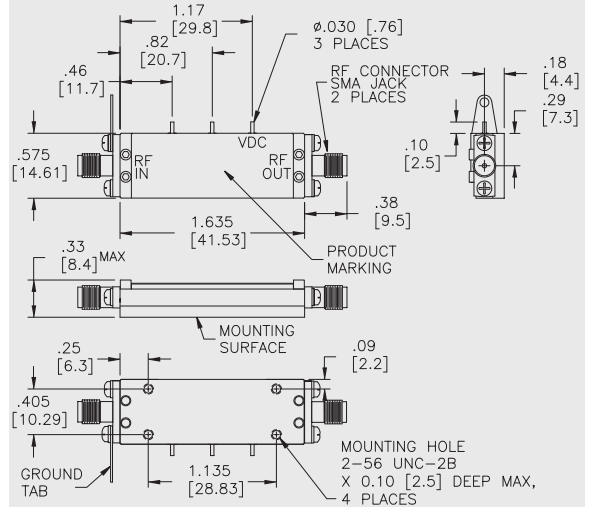 1.17
[29.8]
.82
[20.7]
.46
[11.7]
ø.030 [.76]
3 PLACES
RF CONNECTOR
SMA JACK
2 PLACES
.18
[4.4]
.29
[7.3]
.10
[2.5]
.575
[14.61]
RF
IN
VDC
RF
OUT
.38
[9.5]
1.635
[41.53]
PRODUCT
MARKING
.33
[8.4] MAX
MOUNTING
SURFACE
.25
[6.3]
.09
[2.2]
.405
[10.29]
GROUND
TAB
1.135
[28.83]
MOUNTING HOLE
2-56 UNC-2B
X 0.10 [2.5] DEEP MAX,
4 PLACES